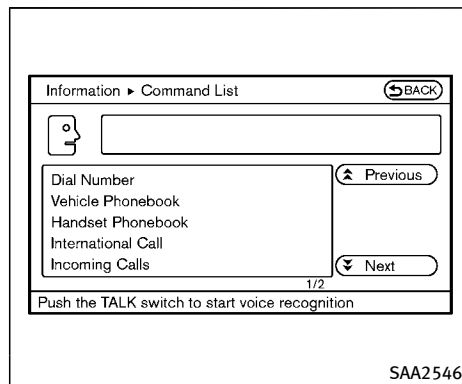 Information ▸ Command List
BACK
Dial Number
Previous
Vehicle Phonebook
Handset Phonebook
International Call
Incoming Calls
Next
1/2
Push the TALK switch to start voice recognition
SAA2546